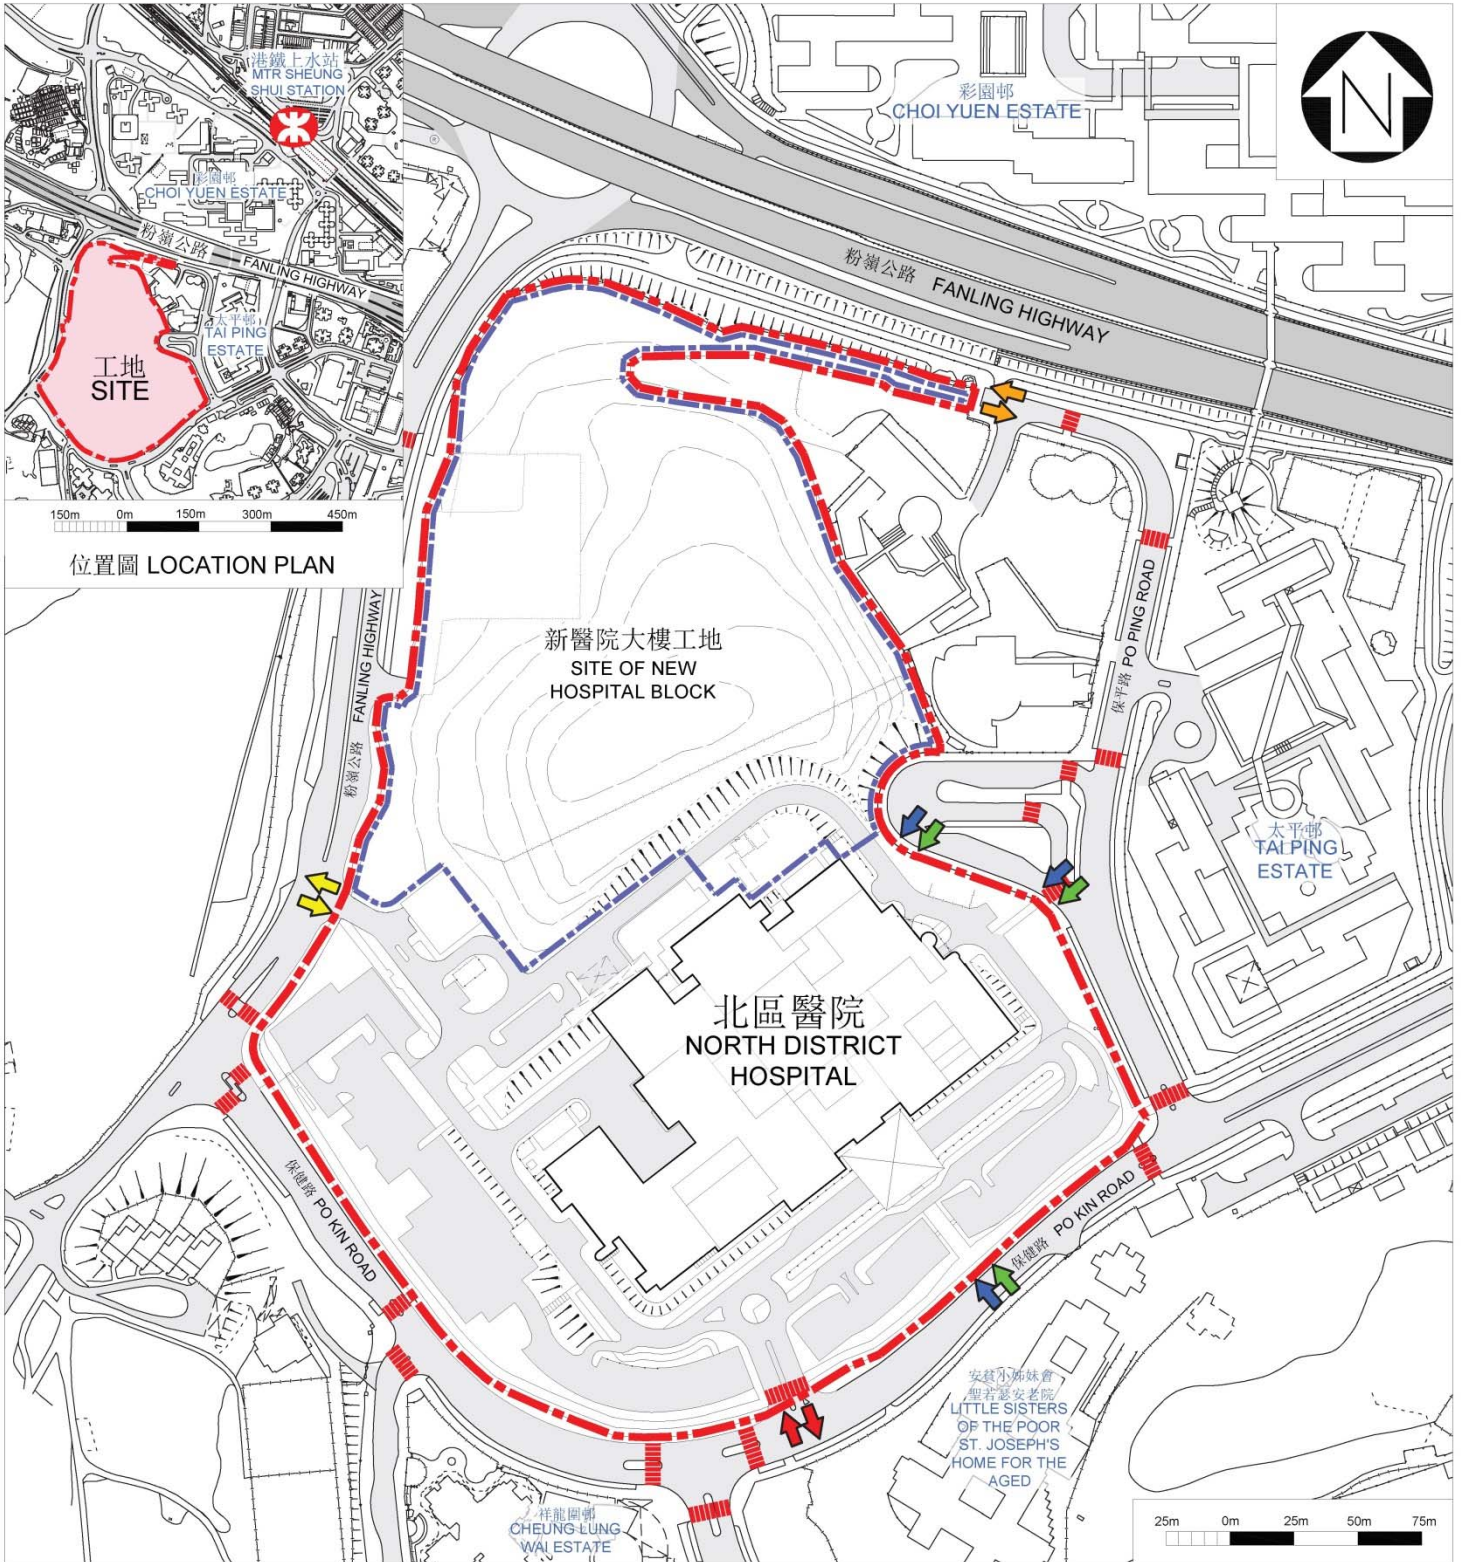 港鐵上水站
MTR SHEUNG
SHUI STATION
彩園邨
CHOI YUEN ESTATE
粉嶺公路
FANLING HIGHWAY
太平邨
TAI PING
ESTATE
工地
SITE
150m 0m 150m 300m 450m
位置圖 LOCATION PLAN
彩園邨
CHOI YUEN ESTATE
N
粉嶺公路 FANLING HIGHWAY
新醫院大樓工地
SITE OF NEW
HOSPITAL BLOCK
粉嶺公路 FANLING HIGHWAY
保平路 PO PING ROAD
太平邨
TAI PING
ESTATE
北區醫院
NORTH DISTRICT
HOSPITAL
保健路 PO KIN ROAD
保健路 PO KIN ROAD
安貧小姊妹會
聖若瑟安老院
LITTLE SISTERS
OF THE POOR
ST. JOSEPH'S
HOME FOR THE
AGED
祥龍圍邨
CHEUNG LUNG
WAI ESTATE
25m 0m 25m 50m 75m